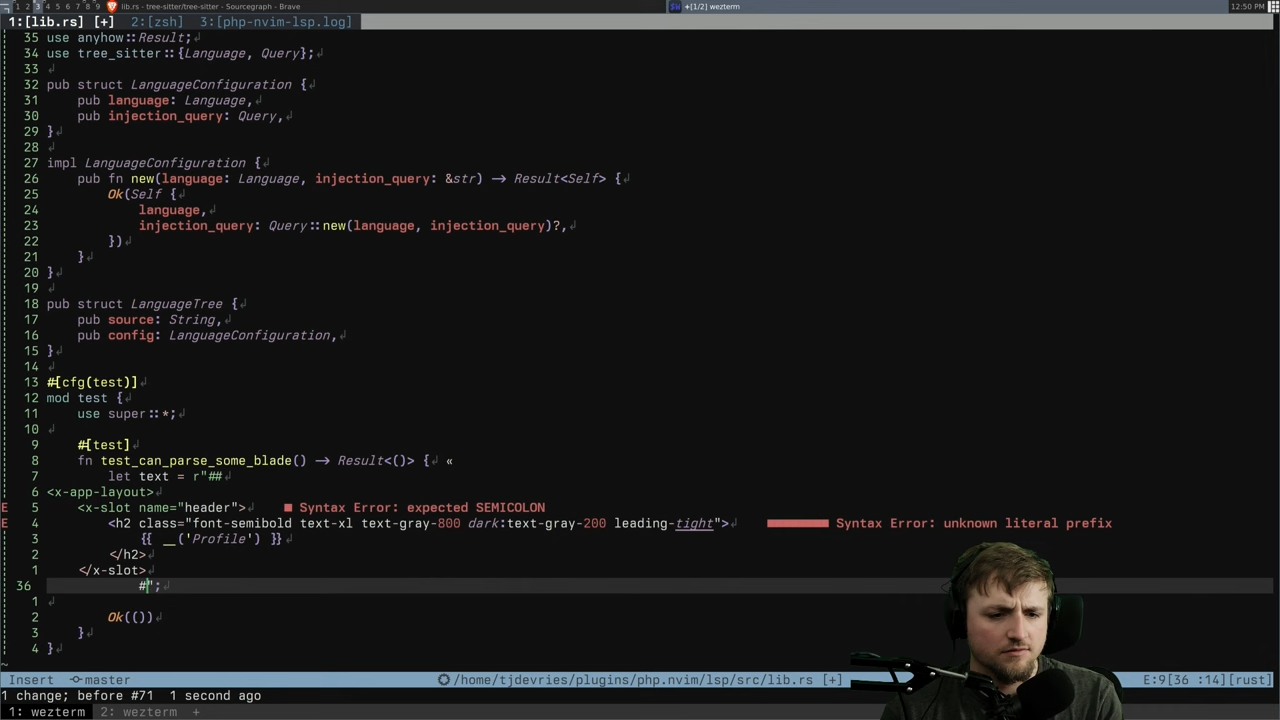 1 2 3 4 5 6 7 8 9 lib.rs - tree-sitter/tree-sitter - Sourcegraph - Brave +[1/2] wezterm 12:50 PM
1:[lib.rs] [+] 2:[zsh] 3:[php-nvim-lsp.log]
35 use anyhow::Result;↲
34 use tree_sitter::{Language, Query};↲
33 ↲
32 pub struct LanguageConfiguration {↲
31 pub language: Language,↲
30 pub injection_query: Query,↲
29 }↲
28 ↲
27 impl LanguageConfiguration {↲
26 pub fn new(language: Language, injection_query: &str) -> Result<Self> {↲
25 Ok(Self {↲
24 language,↲
23 injection_query: Query::new(language, injection_query)?,↲
22 })↲
21 }↲
20 }↲
19 ↲
18 pub struct LanguageTree {↲
17 pub source: String,↲
16 pub config: LanguageConfiguration,↲
15 }↲
14 ↲
13 #[cfg(test)]↲
12 mod test {↲
11 use super::*;↲
10 ↲
9 #[test]↲
8 fn test_can_parse_some_blade() -> Result<()> {↲ «
7 let text = r"##↲
6 <x-app-layout>↲
E 5 <x-slot name="header">↲ ■ Syntax Error: expected SEMICOLON
E 4 <h2 class="font-semibold text-xl text-gray-800 dark:text-gray-200 leading-tight">↲ ■■■■■■■■ Syntax Error: unknown literal prefix
3 {{ __('Profile') }}↲
2 </h2>↲
1 </x-slot>↲
36 #";↲
1 ↲
2 Ok(())↲
3 }↲
4 }↲
~
Insert master /home/tjdevries/plugins/php.nvim/lsp/src/lib.rs [+] E:9[36 :14][rust]
1 change; before #71 1 second ago
1: wezterm 2: wezterm +